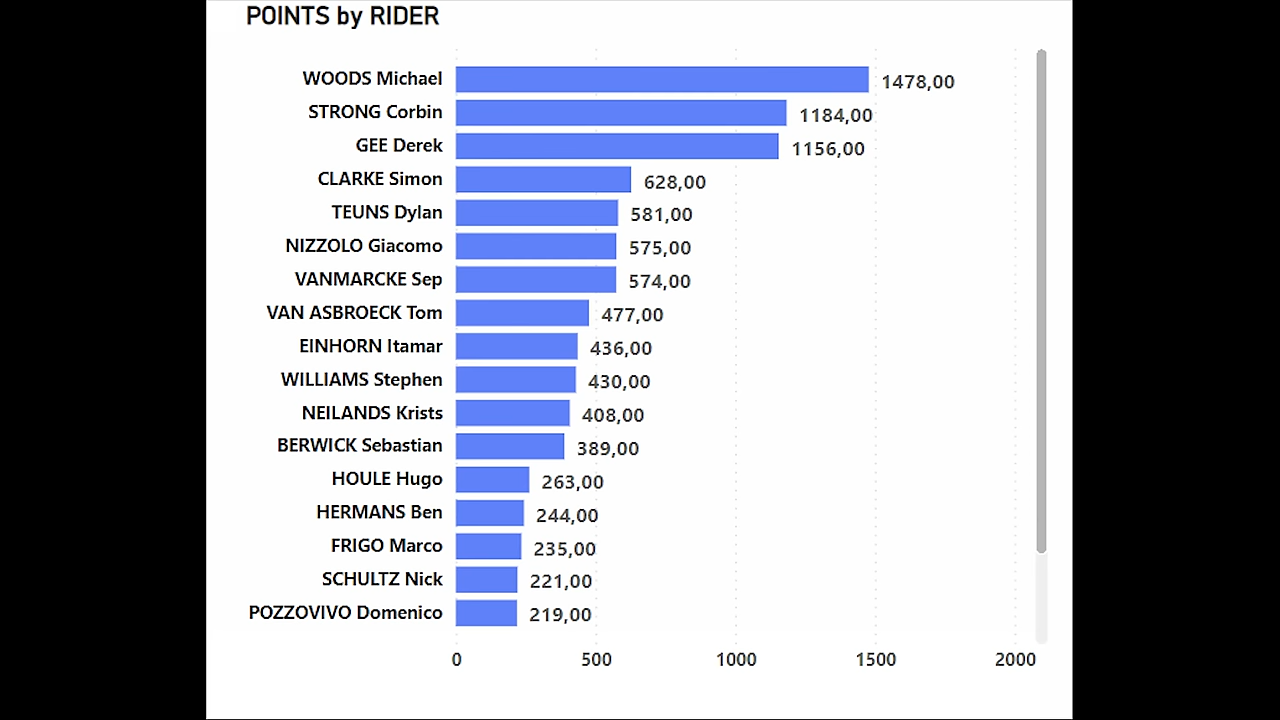 POINTS by RIDER
WOODS Michael 1478,00
STRONG Corbin 1184,00
GEE Derek 1156,00
CLARKE Simon 628,00
TEUNS Dylan 581,00
NIZZOLO Giacomo 575,00
VANMARCKE Sep 574,00
VAN ASBROECK Tom 477,00
EINHORN Itamar 436,00
WILLIAMS Stephen 430,00
NEILANDS Krists 408,00
BERWICK Sebastian 389,00
HOULE Hugo 263,00
HERMANS Ben 244,00
FRIGO Marco 235,00
SCHULTZ Nick 221,00
POZZOVIVO Domenico 219,00
0 500 1000 1500 2000